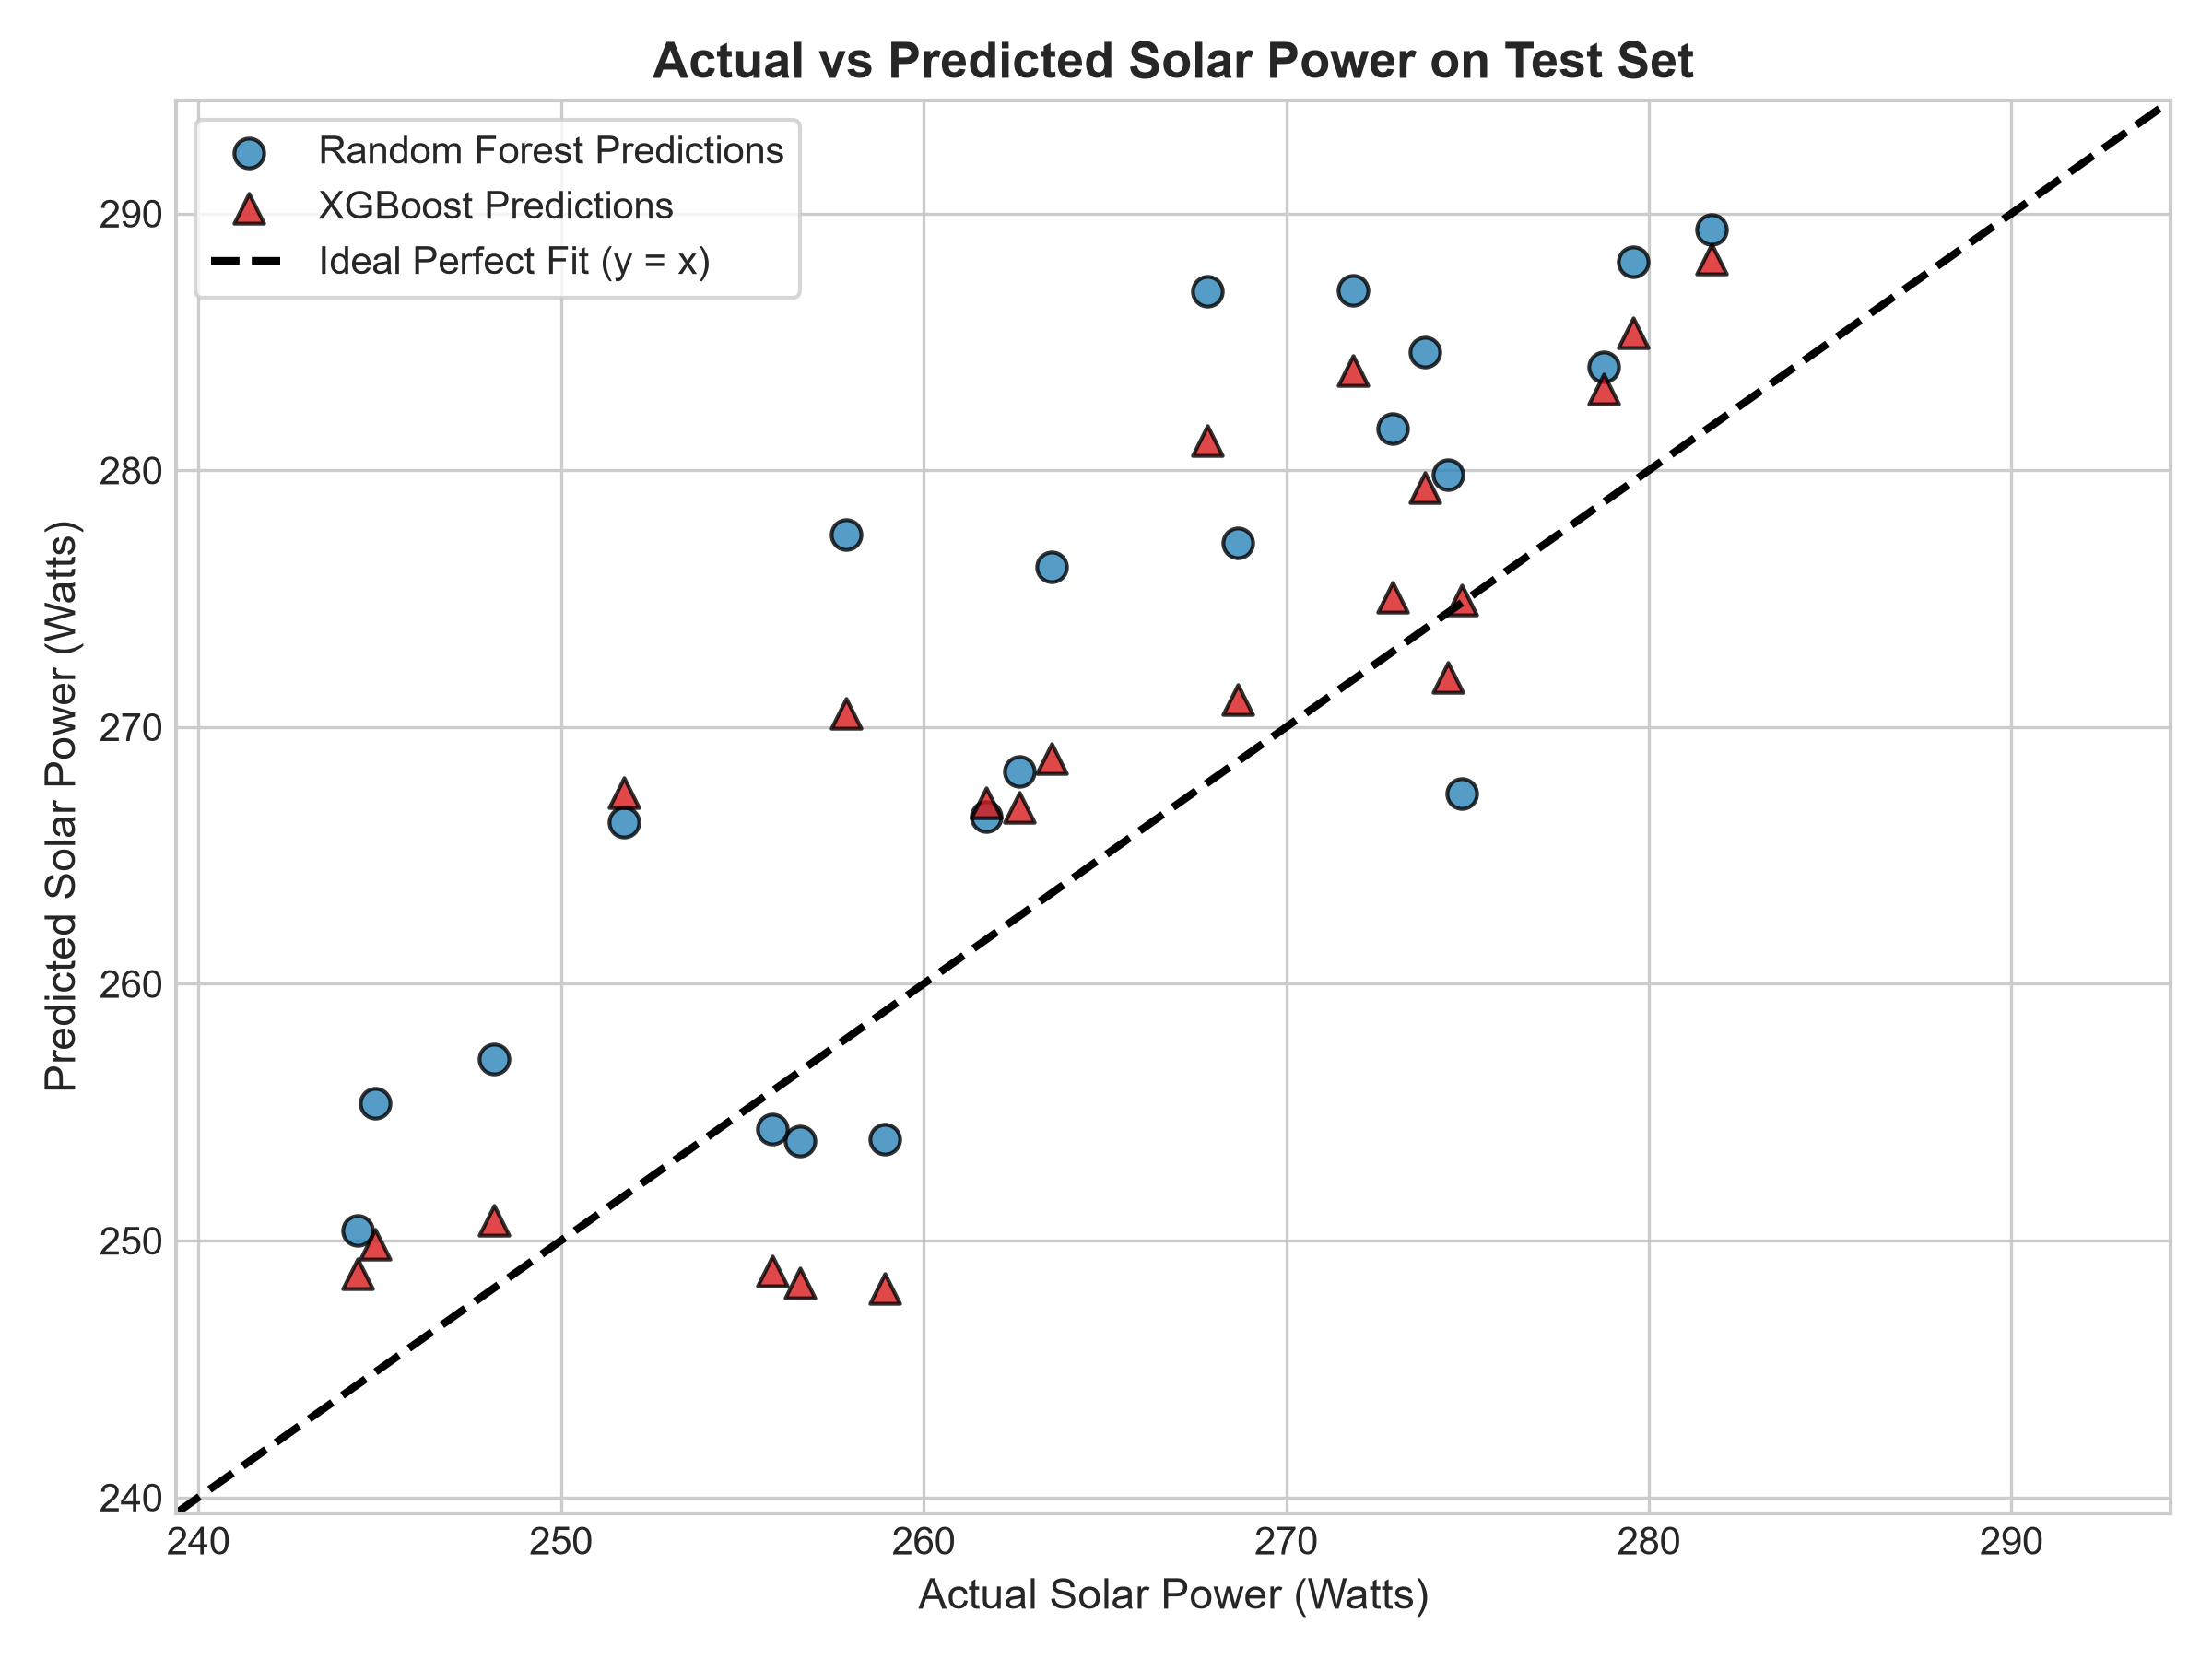 Actual vs Predicted Solar Power on Test Set
Random Forest Predictions
XGBoost Predictions
Ideal Perfect Fit (y = x)
Predicted Solar Power (Watts)
290
280
270
260
250
240
240 250 260 270 280 290
Actual Solar Power (Watts)